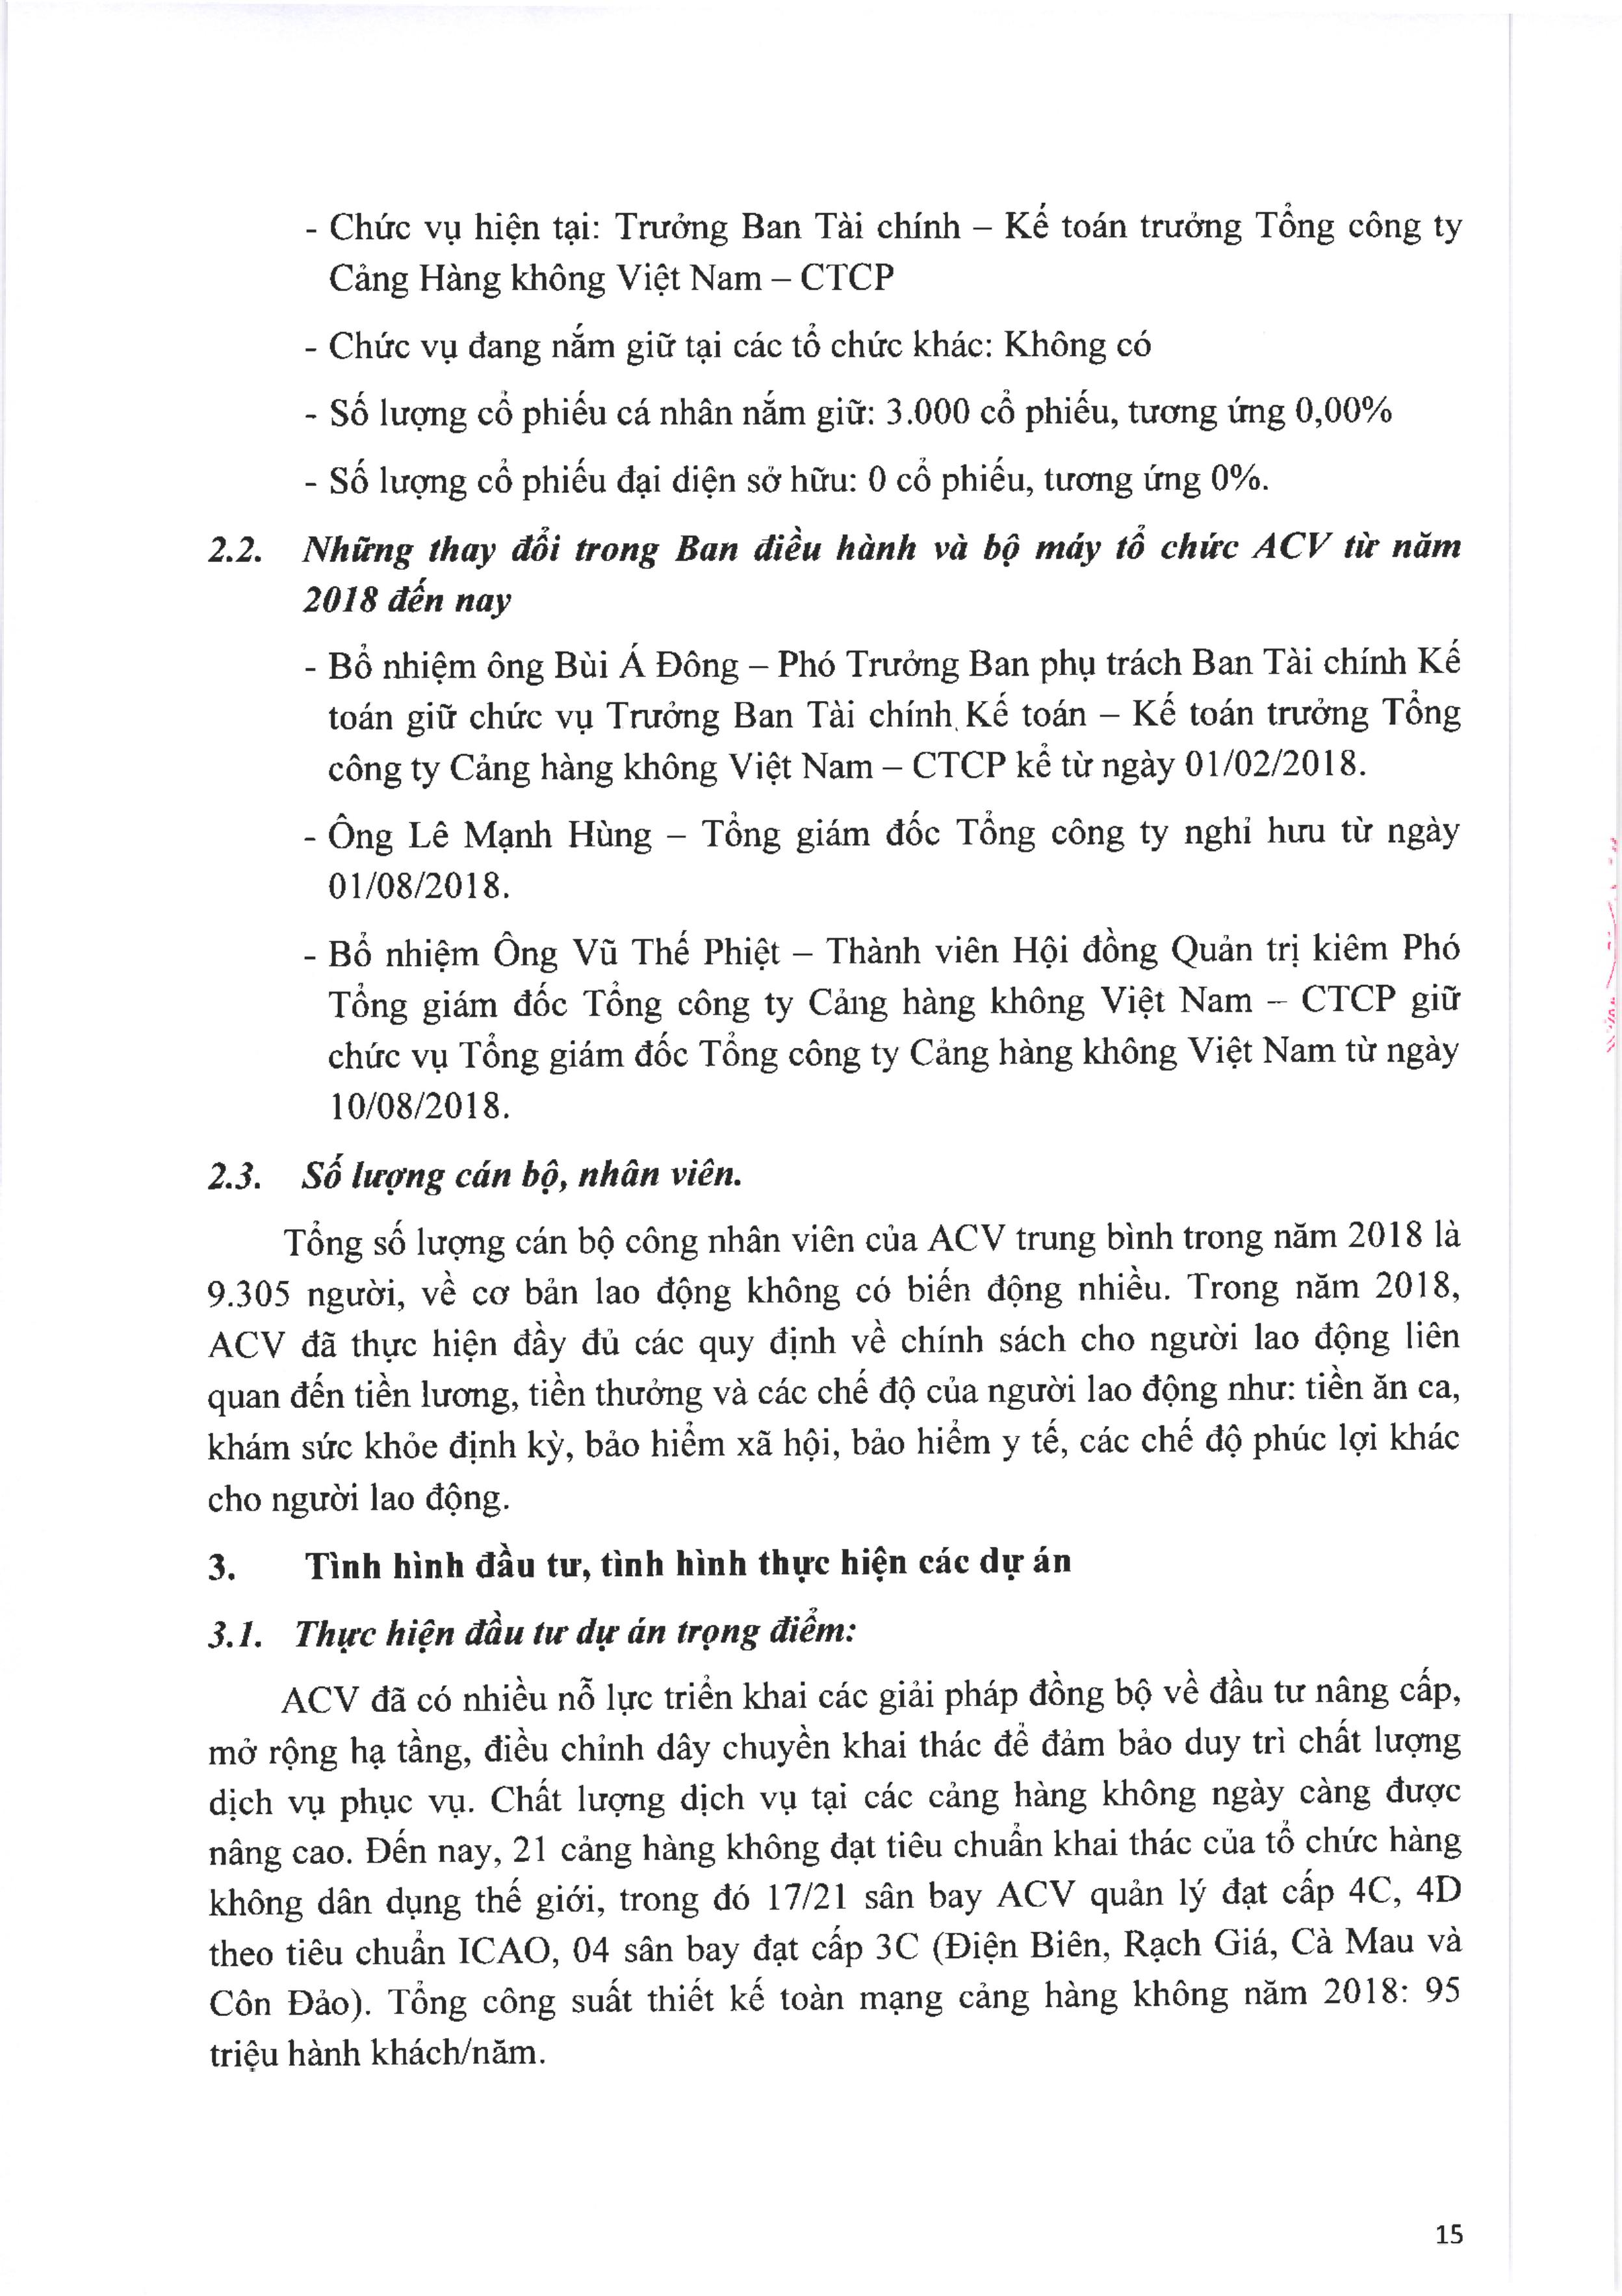 - Chức vụ hiện tại: Trưởng Ban Tài chính – Kế toán trưởng Tổng công ty
Cảng Hàng không Việt Nam – CTCP
- Chức vụ đang nắm giữ tại các tổ chức khác: Không có
- Số lượng cổ phiếu cá nhân nắm giữ: 3.000 cổ phiếu, tương ứng 0,00%
- Số lượng cổ phiếu đại diện sở hữu: 0 cổ phiếu, tương ứng 0%.
2.2. Những thay đổi trong Ban điều hành và bộ máy tổ chức ACV từ năm
2018 đến nay
- Bổ nhiệm ông Bùi Á Đông – Phó Trưởng Ban phụ trách Ban Tài chính Kế
toán giữ chức vụ Trưởng Ban Tài chính Kế toán – Kế toán trưởng Tổng
công ty Cảng hàng không Việt Nam – CTCP kể từ ngày 01/02/2018.
- Ông Lê Mạnh Hùng – Tổng giám đốc Tổng công ty nghỉ hưu từ ngày
01/08/2018.
- Bổ nhiệm Ông Vũ Thế Phiệt – Thành viên Hội đồng Quản trị kiêm Phó
Tổng giám đốc Tổng công ty Cảng hàng không Việt Nam – CTCP giữ
chức vụ Tổng giám đốc Tổng công ty Cảng hàng không Việt Nam từ ngày
10/08/2018.
2.3. Số lượng cán bộ, nhân viên.
Tổng số lượng cán bộ công nhân viên của ACV trung bình trong năm 2018 là
9.305 người, về cơ bản lao động không có biến động nhiều. Trong năm 2018,
ACV đã thực hiện đầy đủ các quy định về chính sách cho người lao động liên
quan đến tiền lương, tiền thưởng và các chế độ của người lao động như: tiền ăn ca,
khám sức khỏe định kỳ, bảo hiểm xã hội, bảo hiểm y tế, các chế độ phúc lợi khác
cho người lao động.
3. Tình hình đầu tư, tình hình thực hiện các dự án
3.1. Thực hiện đầu tư dự án trọng điểm:
ACV đã có nhiều nỗ lực triển khai các giải pháp đồng bộ về đầu tư nâng cấp,
mở rộng hạ tầng, điều chỉnh dây chuyền khai thác để đảm bảo duy trì chất lượng
dịch vụ phục vụ. Chất lượng dịch vụ tại các cảng hàng không ngày càng được
nâng cao. Đến nay, 21 cảng hàng không đạt tiêu chuẩn khai thác của tổ chức hàng
không dân dụng thế giới, trong đó 17/21 sân bay ACV quản lý đạt cấp 4C, 4D
theo tiêu chuẩn ICAO, 04 sân bay đạt cấp 3C (Điện Biên, Rạch Giá, Cà Mau và
Côn Đảo). Tổng công suất thiết kế toàn mạng cảng hàng không năm 2018: 95
triệu hành khách/năm.
15